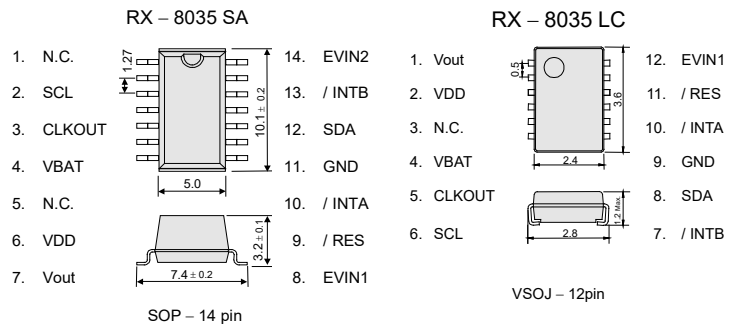 RX – 8035 SA
1. N.C.
2. SCL
3. CLKOUT
4. VBAT
5. N.C.
6. VDD
7. Vout
1.27
10.1 ± 0.2
5.0
3.2 ± 0.1
7.4 ± 0.2
14. EVIN2
13. / INTB
12. SDA
11. GND
10. / INTA
9. / RES
8. EVIN1
SOP – 14 pin
RX – 8035 LC
1. Vout
2. VDD
3. N.C.
4. VBAT
5. CLKOUT
6. SCL
0.5
3.6
2.4
1.2 Max.
2.8
12. EVIN1
11. / RES
10. / INTA
9. GND
8. SDA
7. / INTB
VSOJ – 12pin